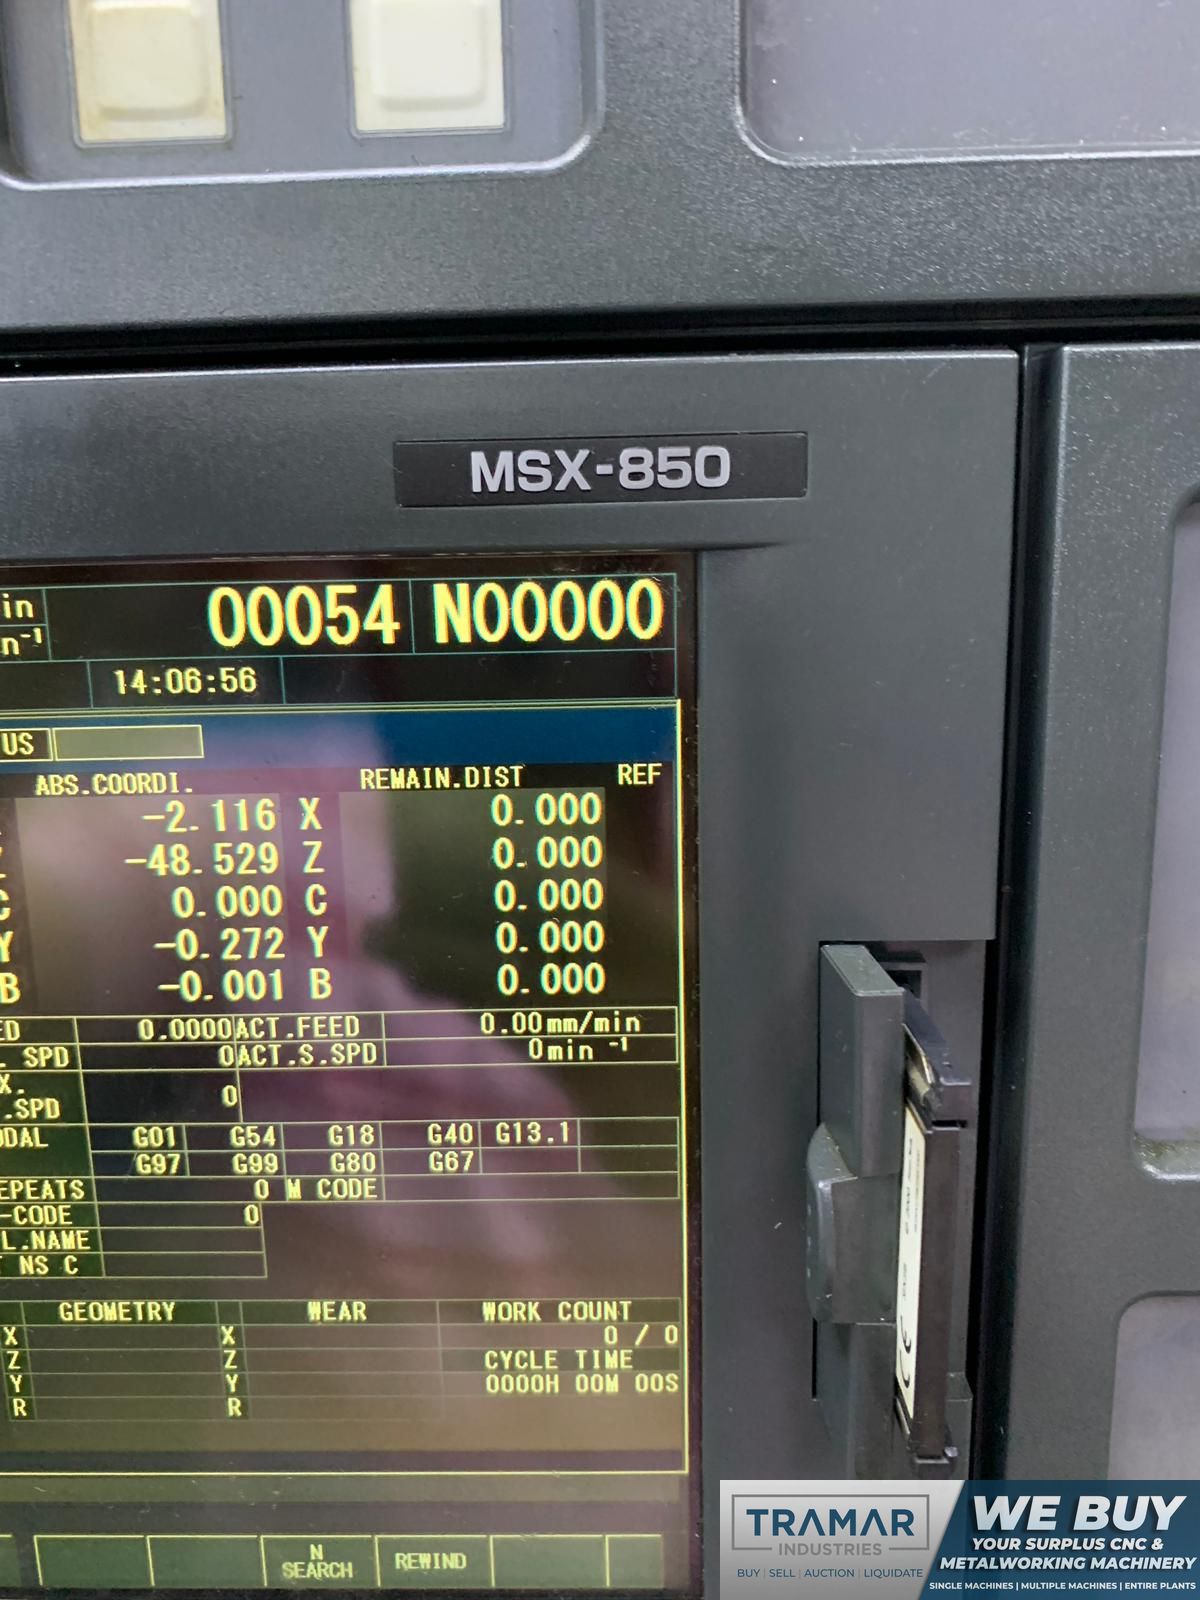 MSX-850
in 00054 N00000
n⁻¹
14:06:56
US
ABS.COORDI. REMAIN.DIST REF
-2.116 X 0.000
Z -48.529 Z 0.000
C 0.000 C 0.000
Y -0.272 Y 0.000
B -0.001 B 0.000
ED 0.0000 ACT.FEED 0.00mm/min
. SPD 0 ACT.S.SPD 0min⁻¹
X. 0
.SPD
ODAL G01 G54 G18 G40 G13.1
G97 G99 G80 G67
EPEATS 0 M CODE
-CODE 0
L.NAME
T NS C
GEOMETRY WEAR WORK COUNT
X X 0 / 0
Z Z CYCLE TIME
Y Y 0000H 00M 00S
R R
N
SEARCH REWIND
CE
TRAMAR
INDUSTRIES
BUY | SELL | AUCTION | LIQUIDATE
WE BUY
YOUR SURPLUS CNC &
METALWORKING MACHINERY
SINGLE MACHINES | MULTIPLE MACHINES | ENTIRE PLANTS